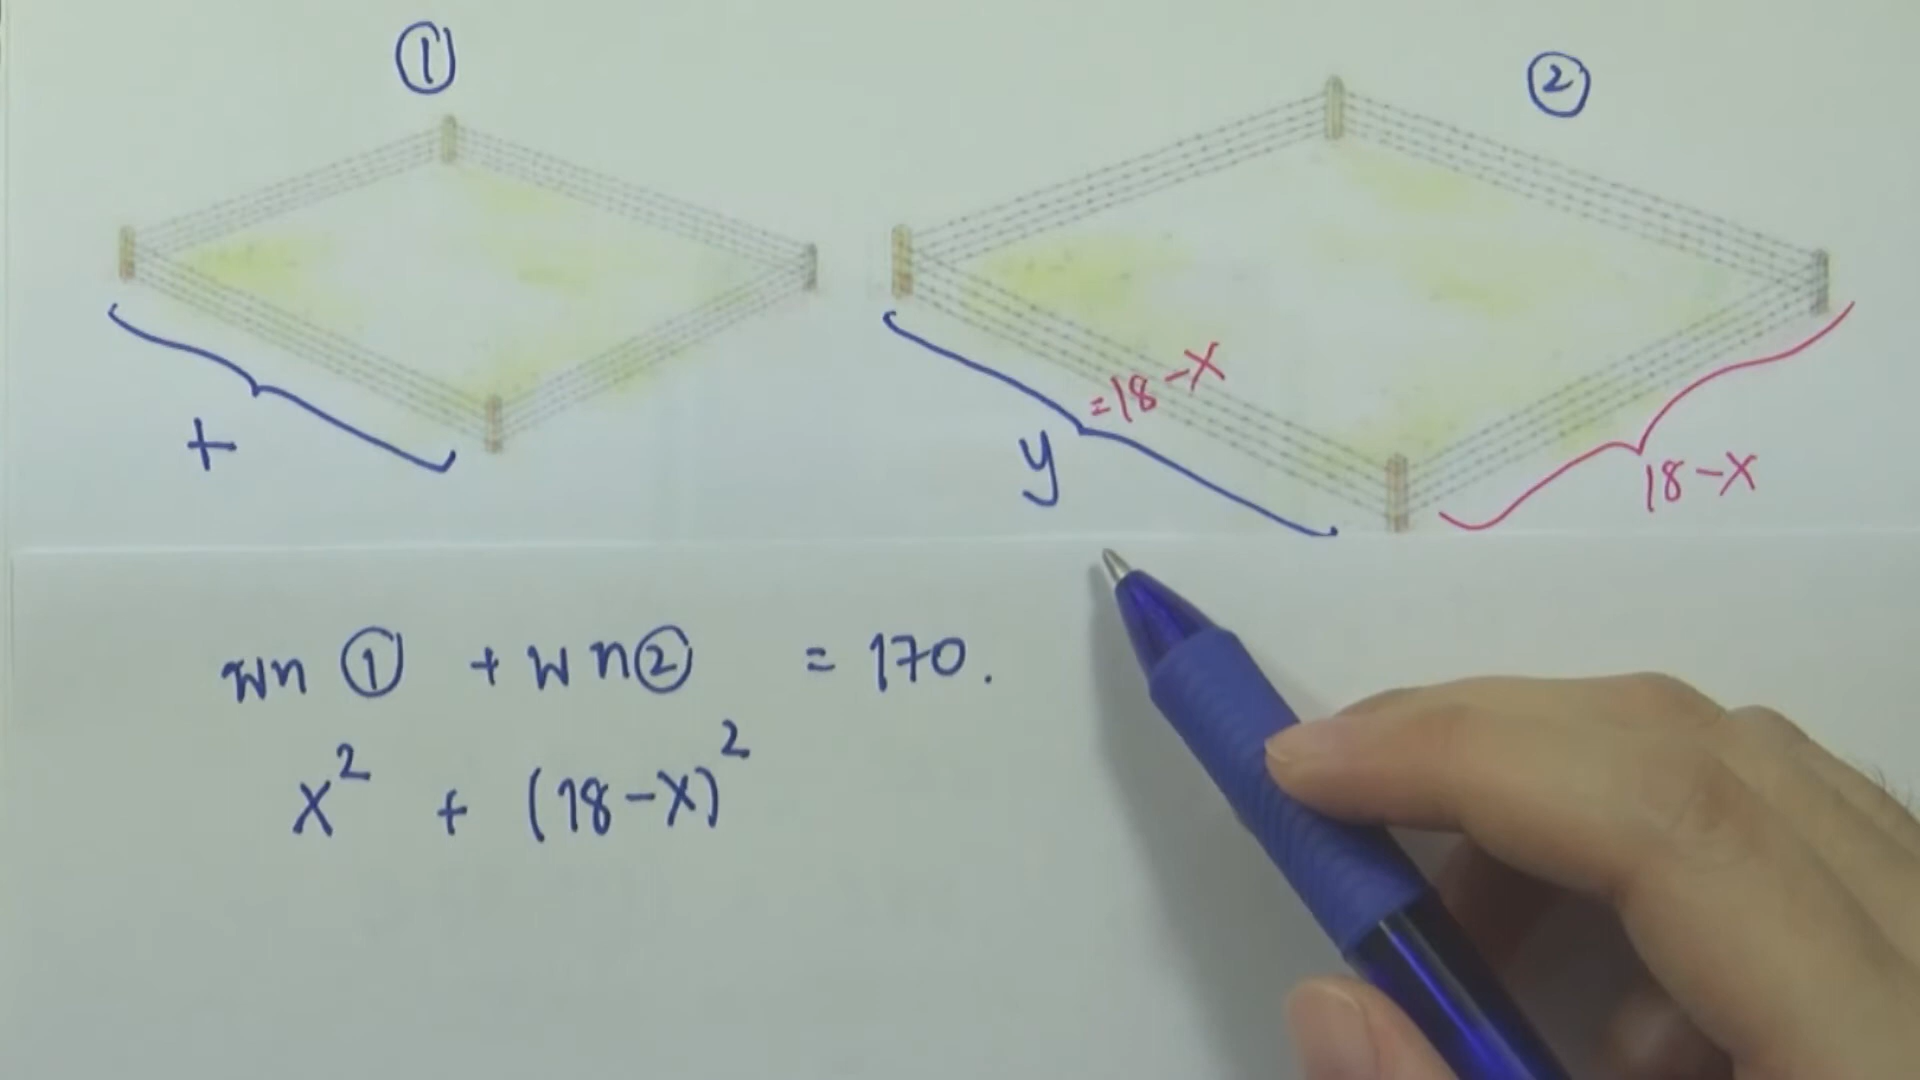 ①
②
x
y
=18-x
18-x
พท ① + พท② = 170.
x² + (18-x)²